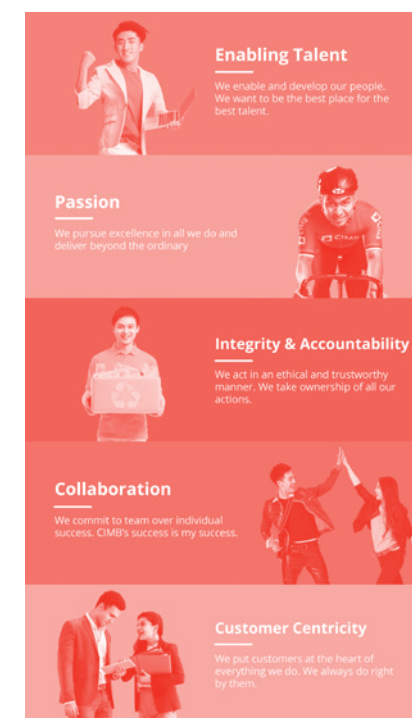 Enabling Talent
We enable and develop our people.
We want to be the best place for the
best talent.
Passion
We pursue excellence in all we do and
deliver beyond the ordinary
CIMB
Integrity & Accountability
We act in an ethical and trustworthy
manner. We take ownership of all our
actions.
Collaboration
We commit to team over individual
success. CIMB's success is my success.
Customer Centricity
We put customers at the heart of
everything we do. We always do right
by them.